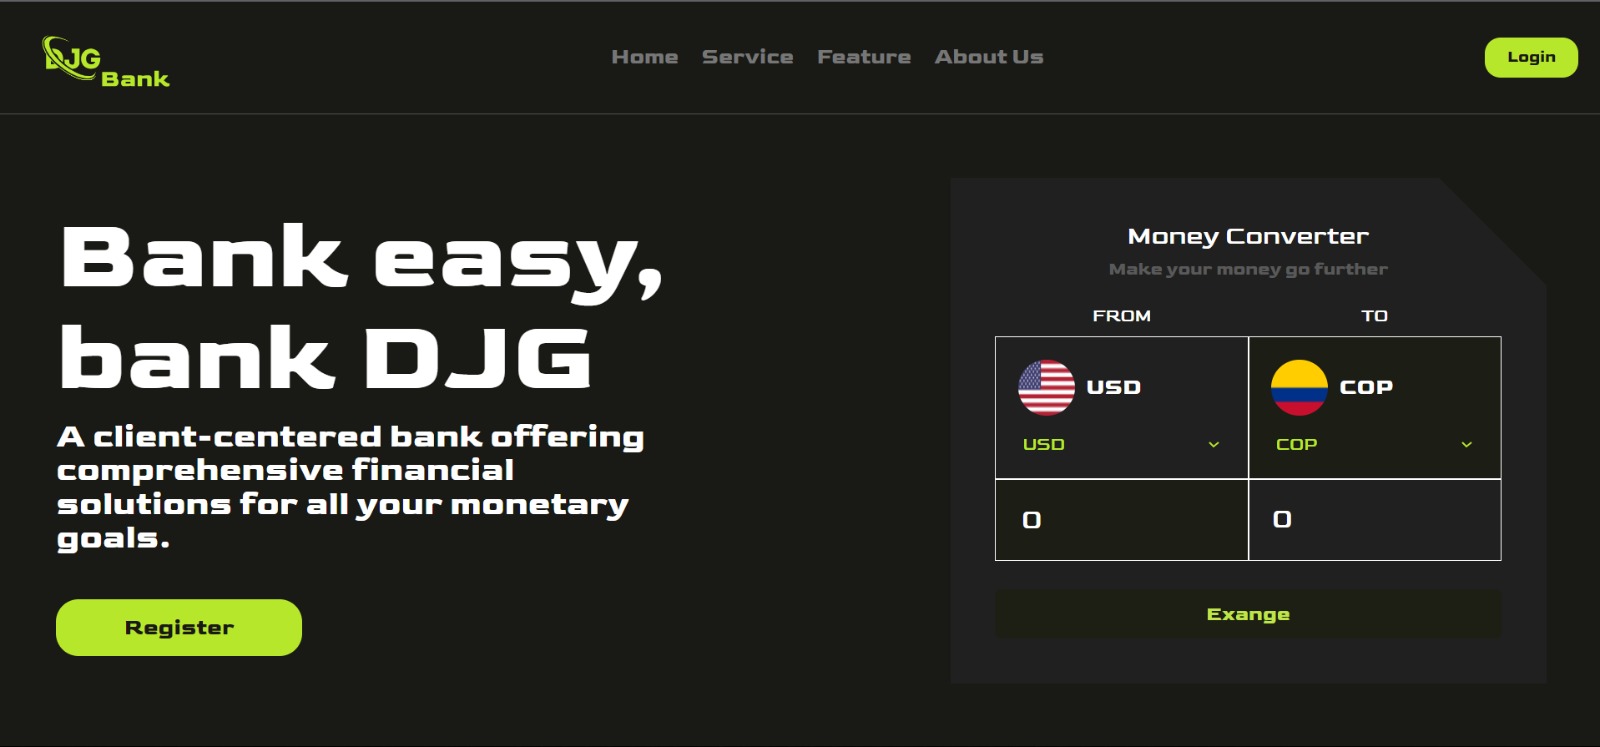 DJG
Bank
Home Service Feature About Us
Login
Bank easy,
bank DJG
A client-centered bank offering
comprehensive financial
solutions for all your monetary
goals.
Register
Money Converter
Make your money go further
FROM TO
USD COP
USD COP
0 0
Exange